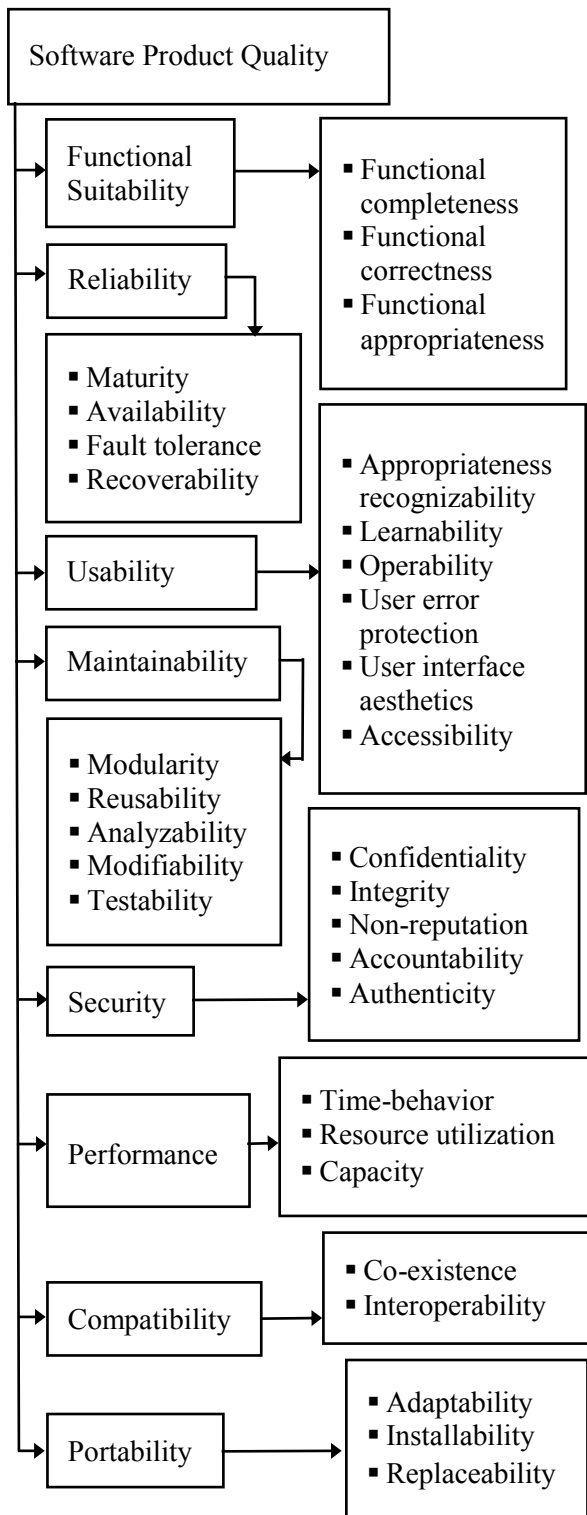 Software Product Quality
Functional
Suitability
▪ Functional
completeness
▪ Functional
correctness
▪ Functional
appropriateness
Reliability
▪ Maturity
▪ Availability
▪ Fault tolerance
▪ Recoverability
Usability
▪ Appropriateness
recognizability
▪ Learnability
▪ Operability
▪ User error
protection
▪ User interface
aesthetics
▪ Accessibility
Maintainability
▪ Modularity
▪ Reusability
▪ Analyzability
▪ Modifiability
▪ Testability
Security
▪ Confidentiality
▪ Integrity
▪ Non-reputation
▪ Accountability
▪ Authenticity
Performance
▪ Time-behavior
▪ Resource utilization
▪ Capacity
Compatibility
▪ Co-existence
▪ Interoperability
Portability
▪ Adaptability
▪ Installability
▪ Replaceability